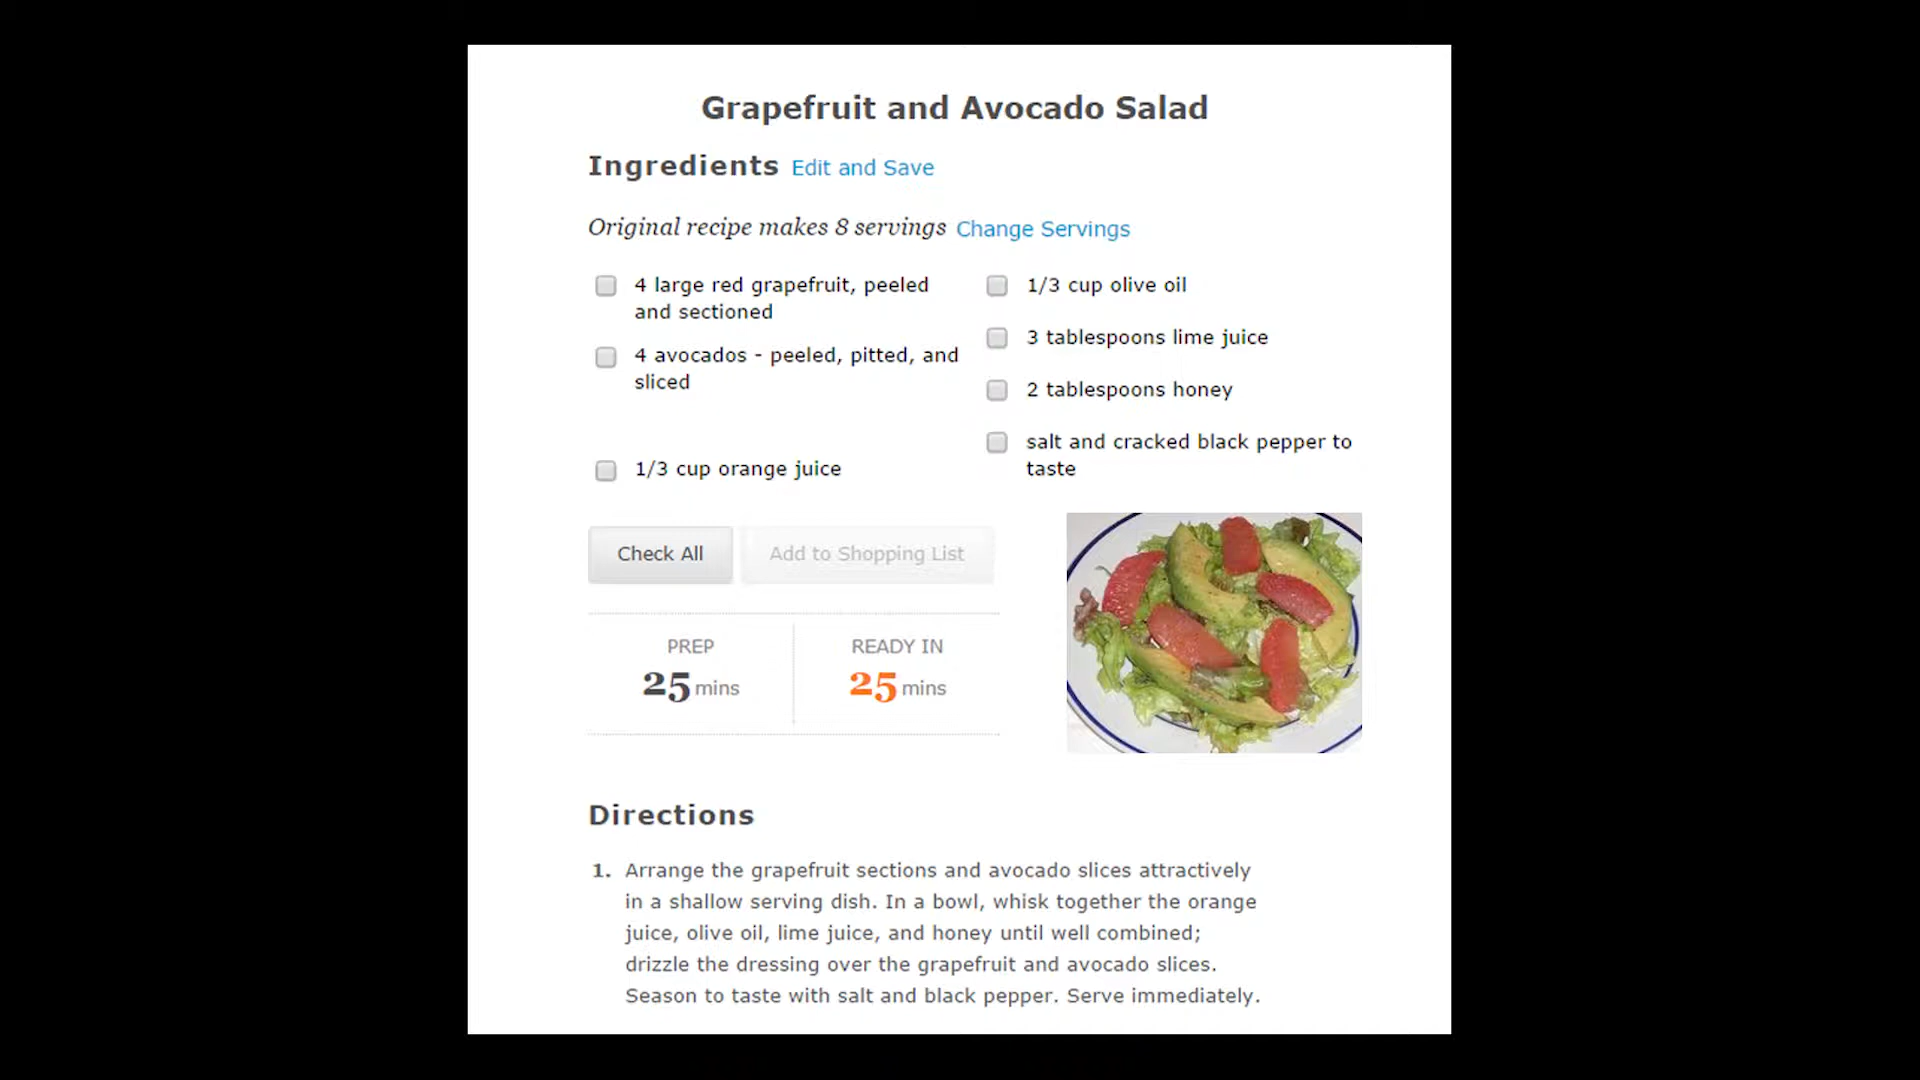 Grapefruit and Avocado Salad
Ingredients Edit and Save
Original recipe makes 8 servings Change Servings
4 large red grapefruit, peeled
and sectioned
4 avocados - peeled, pitted, and
sliced
1/3 cup orange juice
1/3 cup olive oil
3 tablespoons lime juice
2 tablespoons honey
salt and cracked black pepper to
taste
Check All
Add to Shopping List
PREP
25 mins
READY IN
25 mins
Directions
1. Arrange the grapefruit sections and avocado slices attractively
in a shallow serving dish. In a bowl, whisk together the orange
juice, olive oil, lime juice, and honey until well combined;
drizzle the dressing over the grapefruit and avocado slices.
Season to taste with salt and black pepper. Serve immediately.